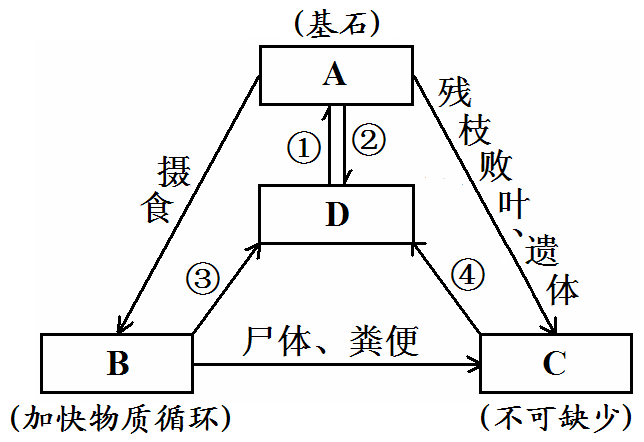 (基石)
A
① ②
摄食
残枝败叶、遗体
D
③ ④
B
尸体、粪便
C
(加快物质循环)
(不可缺少)